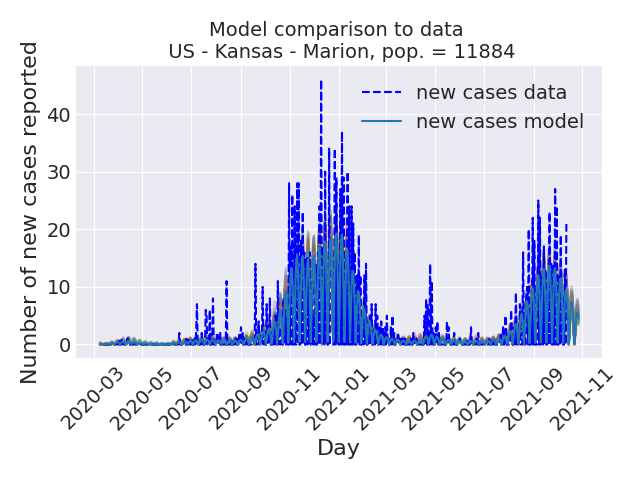 Model comparison to data
US - Kansas - Marion, pop. = 11884
Number of new cases reported
40
30
20
10
0
new cases data
new cases model
2020-03
2020-05
2020-07
2020-09
2020-11
2021-01
2021-03
2021-05
2021-07
2021-09
2021-11
Day